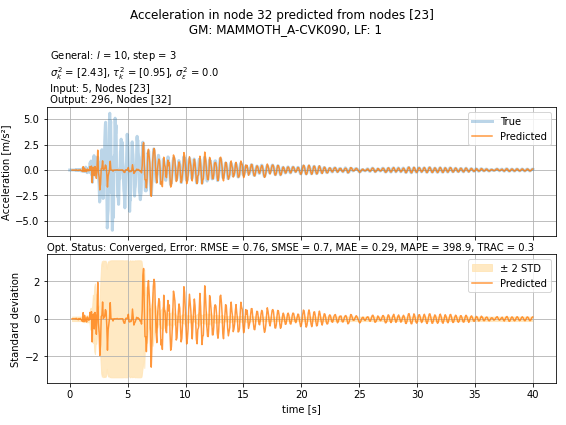 Acceleration in node 32 predicted from nodes [23]
GM: MAMMOTH_A-CVK090, LF: 1
General: l = 10, step = 3
σ²ₖ = [2.43], τ²ₖ = [0.95], σ²ε = 0.0
Input: 5, Nodes [23]
Output: 296, Nodes [32]
Acceleration [m/s²]
5.0
2.5
0.0
−2.5
−5.0
True
Predicted
Opt. Status: Converged, Error: RMSE = 0.76, SMSE = 0.7, MAE = 0.29, MAPE = 398.9, TRAC = 0.3
Standard deviation
2
0
−2
± 2 STD
Predicted
0 5 10 15 20 25 30 35 40
time [s]